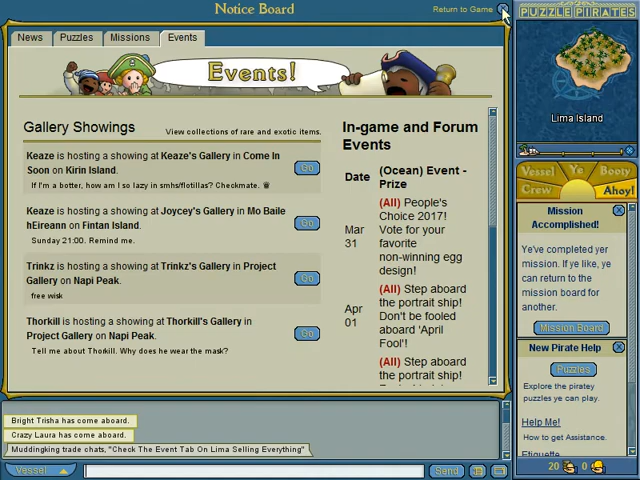 Notice Board
Return to Game
News
Puzzles
Missions
Events
Events!
Gallery Showings
View collections of rare and exotic items.
Keaze is hosting a showing at Keaze's Gallery in Come In
Soon on Kirin Island.
If I'm a botter, how am I so lazy in smhs/flotillas? Checkmate.
Go
Keaze is hosting a showing at Joycey's Gallery in Mo Baile
hEireann on Fintan Island.
Sunday 21:00. Remind me.
Go
Trinkz is hosting a showing at Trinkz's Gallery in Project
Gallery on Napi Peak.
free wisk
Go
Thorkill is hosting a showing at Thorkill's Gallery in
Project Gallery on Napi Peak.
Tell me about Thorkill. Why does he wear the mask?
Go
In-game and Forum
Events
Date
(Ocean) Event -
Prize
Mar
31
(All) People's
Choice 2017!
Vote for your
favorite
non-winning egg
design!
Apr
01
(All) Step aboard
the portrait ship!
Don't be fooled
aboard 'April
Fool'!
(All) Step aboard
the portrait ship!
Bright Trisha has come aboard.
Crazy Laura has come aboard.
Muddningking trade chats, "Check The Event Tab On Lima Selling Everything"
Vessel
Send
PUZZLE PIRATES
Lima Island
Vessel
Ye
Booty
Crew
Ahoy!
Mission
Accomplished!
Ye've completed yer
mission. If ye like, ye
can return to the
mission board for
another.
Mission Board
New Pirate Help
Puzzles
Explore the piratey
puzzles ye can play.
Help Me!
How to get Assistance.
Etiquette
20
0